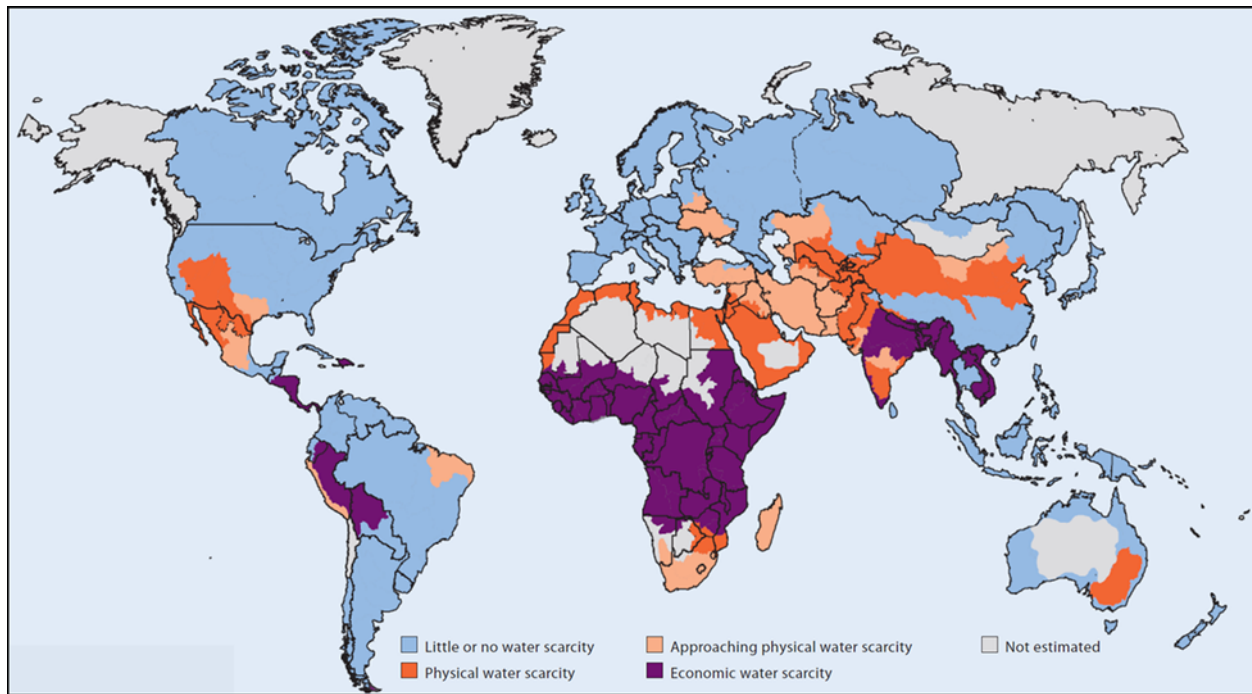 Little or no water scarcity
Approaching physical water scarcity
Not estimated
Physical water scarcity
Economic water scarcity